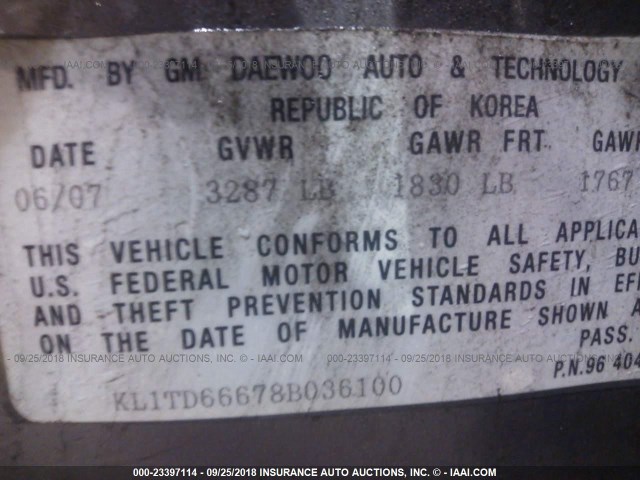 MFD. BY GM DAEWOO AUTO & TECHNOLOGY
REPUBLIC OF KOREA
DATE GVWR GAWR FRT GAWR
06/07 3287 LB 1830 LB 1767
THIS VEHICLE CONFORMS TO ALL APPLICA
U.S. FEDERAL MOTOR VEHICLE SAFETY, BU
AND THEFT PREVENTION STANDARDS IN EFF
ON THE DATE OF MANUFACTURE SHOWN A
PASS.
P.N.96 404
KL1TD66678B036100
000-23397114 - 09/25/2018 INSURANCE AUTO AUCTIONS, INC. - © IAAI.COM